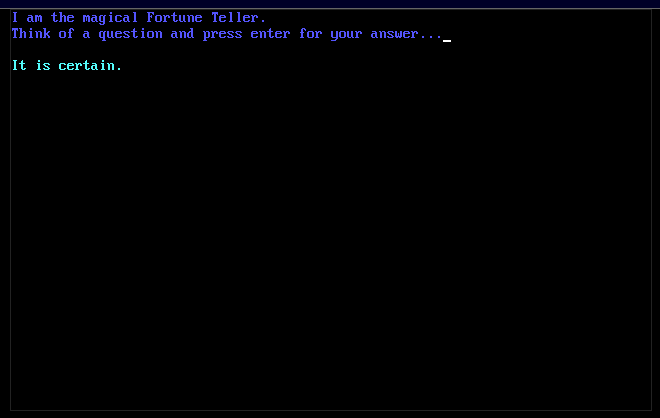 I am the magical Fortune Teller.
Think of a question and press enter for your answer..._
It is certain.